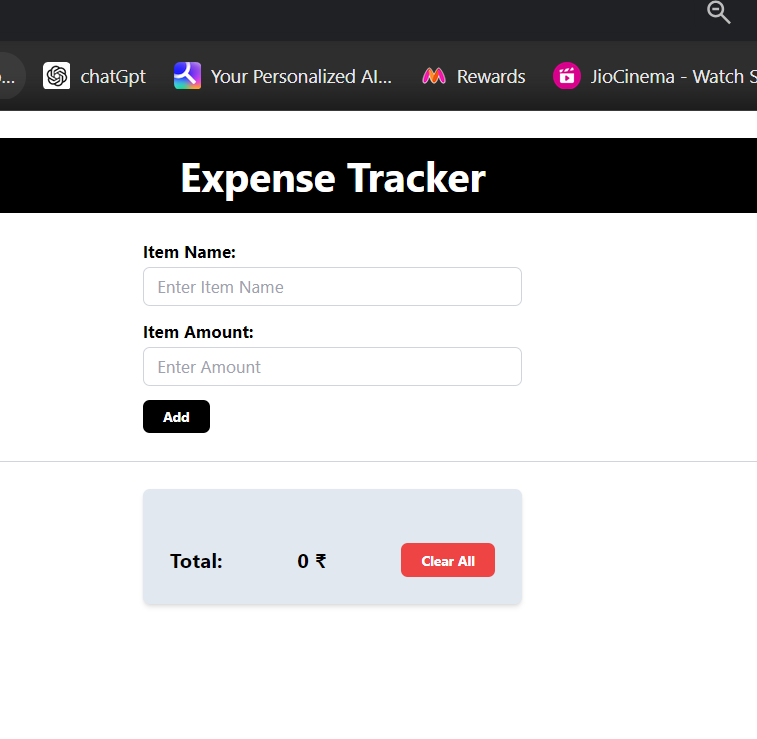 ... chatGpt Your Personalized AI... Rewards JioCinema - Watch S
Expense Tracker
Item Name:
Enter Item Name
Item Amount:
Enter Amount
Add
Total: 0 ₹ Clear All